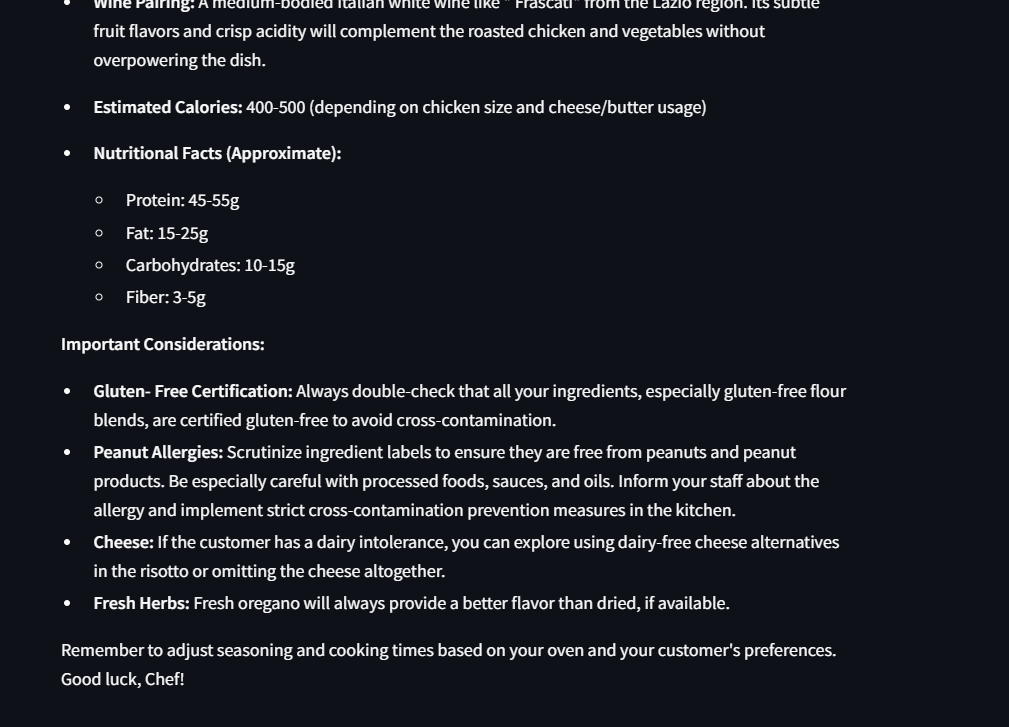 Wine Pairing: A medium-bodied Italian white wine like " Frascati" from the Lazio region. Its subtle
fruit flavors and crisp acidity will complement the roasted chicken and vegetables without
overpowering the dish.
Estimated Calories: 400-500 (depending on chicken size and cheese/butter usage)
Nutritional Facts (Approximate):
Protein: 45-55g
Fat: 15-25g
Carbohydrates: 10-15g
Fiber: 3-5g
Important Considerations:
Gluten- Free Certification: Always double-check that all your ingredients, especially gluten-free flour
blends, are certified gluten-free to avoid cross-contamination.
Peanut Allergies: Scrutinize ingredient labels to ensure they are free from peanuts and peanut
products. Be especially careful with processed foods, sauces, and oils. Inform your staff about the
allergy and implement strict cross-contamination prevention measures in the kitchen.
Cheese: If the customer has a dairy intolerance, you can explore using dairy-free cheese alternatives
in the risotto or omitting the cheese altogether.
Fresh Herbs: Fresh oregano will always provide a better flavor than dried, if available.
Remember to adjust seasoning and cooking times based on your oven and your customer's preferences.
Good luck, Chef!